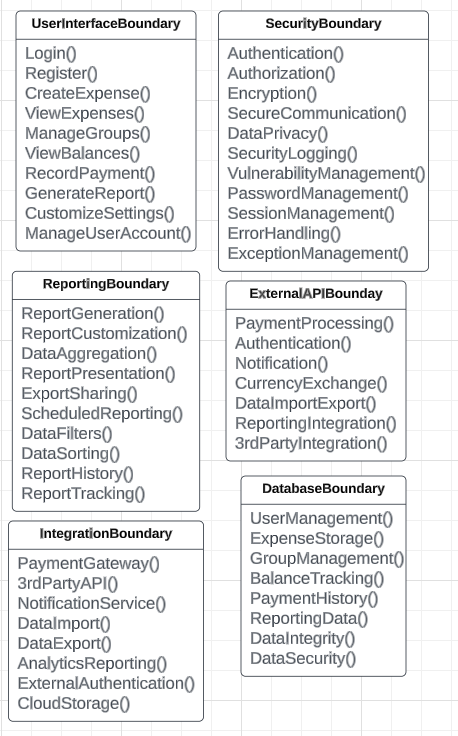 UserInterfaceBoundary
Login()
Register()
CreateExpense()
ViewExpenses()
ManageGroups()
ViewBalances()
RecordPayment()
GenerateReport()
CustomizeSettings()
ManageUserAccount()
SecurityBoundary
Authentication()
Authorization()
Encryption()
SecureCommunication()
DataPrivacy()
SecurityLogging()
VulnerabilityManagement()
PasswordManagement()
SessionManagement()
ErrorHandling()
ExceptionManagement()
ReportingBoundary
ReportGeneration()
ReportCustomization()
DataAggregation()
ReportPresentation()
ExportSharing()
ScheduledReporting()
DataFilters()
DataSorting()
ReportHistory()
ReportTracking()
ExternalAPIBounday
PaymentProcessing()
Authentication()
Notification()
CurrencyExchange()
DataImportExport()
ReportingIntegration()
3rdPartyIntegration()
IntegrationBoundary
PaymentGateway()
3rdPartyAPI()
NotificationService()
DataImport()
DataExport()
AnalyticsReporting()
ExternalAuthentication()
CloudStorage()
DatabaseBoundary
UserManagement()
ExpenseStorage()
GroupManagement()
BalanceTracking()
PaymentHistory()
ReportingData()
DataIntegrity()
DataSecurity()